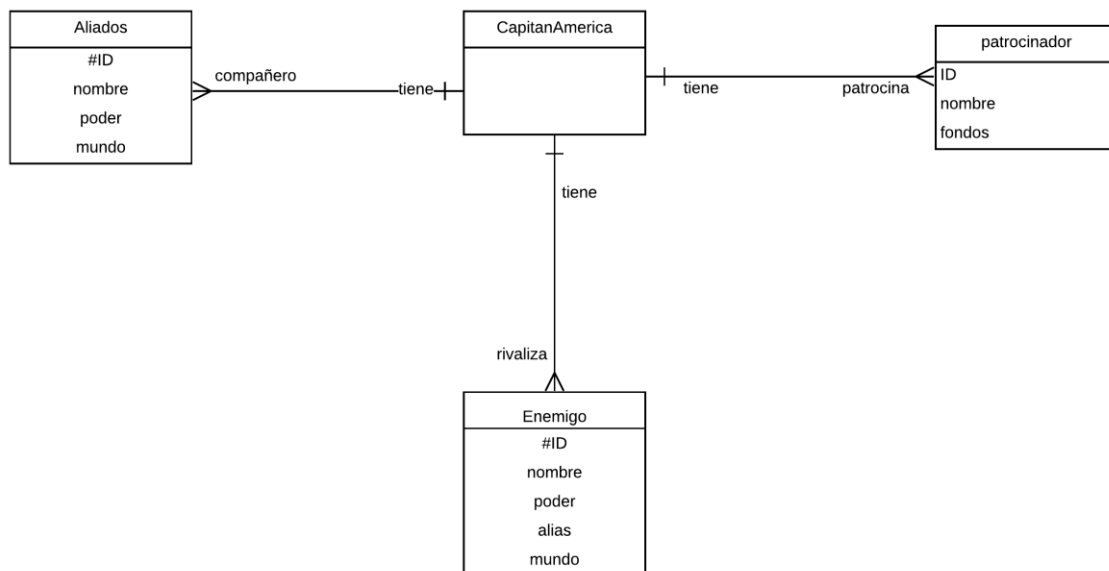 Aliados
#ID
nombre
poder
mundo
compañero
tiene
CapitanAmerica
tiene
patrocina
patrocinador
ID
nombre
fondos
tiene
rivaliza
Enemigo
#ID
nombre
poder
alias
mundo